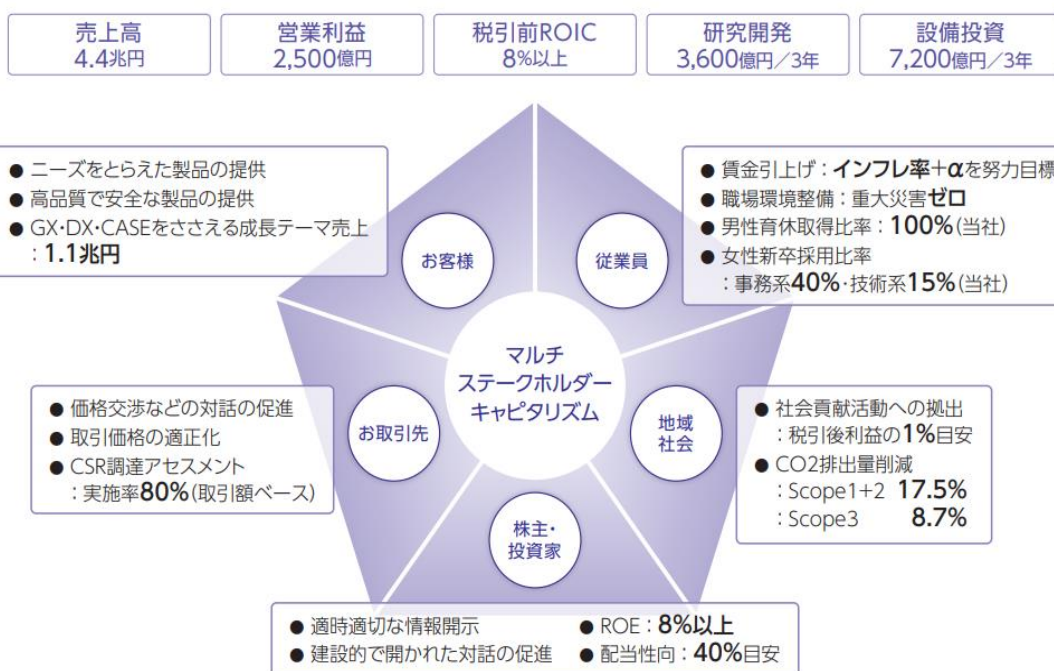 売上高
4.4兆円
営業利益
2,500億円
税引前ROIC
8%以上
研究開発
3,600億円/3年
設備投資
7,200億円/3年
● ニーズをとらえた製品の提供
● 高品質で安全な製品の提供
● GX・DX・CASEをささえる成長テーマ売上
:1.1兆円
● 賃金引上げ:インフレ率+αを努力目標
● 職場環境整備:重大災害ゼロ
● 男性育休取得比率:100%(当社)
● 女性新卒採用比率
:事務系40%・技術系15%(当社)
お客様
従業員
マルチ
ステークホルダー
キャピタリズム
● 価格交渉などの対話の促進
● 取引価格の適正化
● CSR調達アセスメント
:実施率80%(取引額ベース)
お取引先
地域
社会
● 社会貢献活動への拠出
:税引後利益の1%目安
● CO2排出量削減
:Scope1+2 17.5%
:Scope3 8.7%
株主・
投資家
● 適時適切な情報開示
● 建設的で開かれた対話の促進
● ROE:8%以上
● 配当性向:40%目安